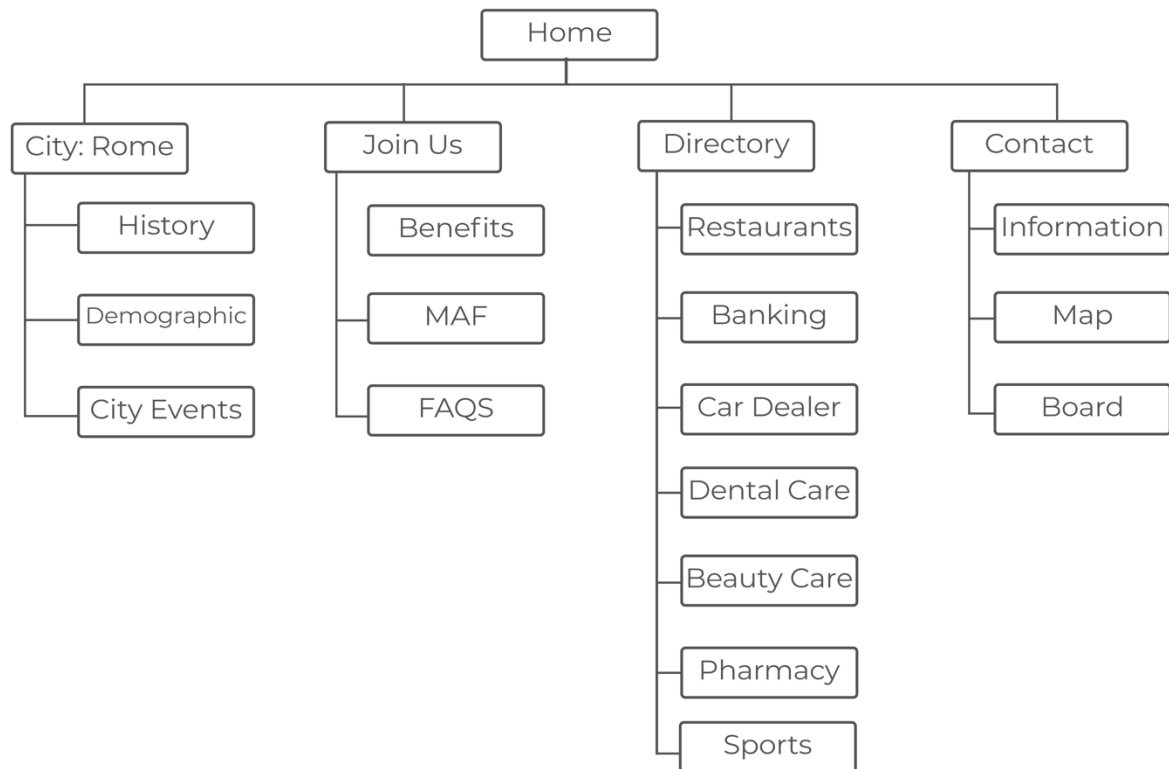 Home
City: Rome
Join Us
Directory
Contact
History
Benefits
Restaurants
Information
Demographic
MAF
Banking
Map
City Events
FAQS
Car Dealer
Board
Dental Care
Beauty Care
Pharmacy
Sports